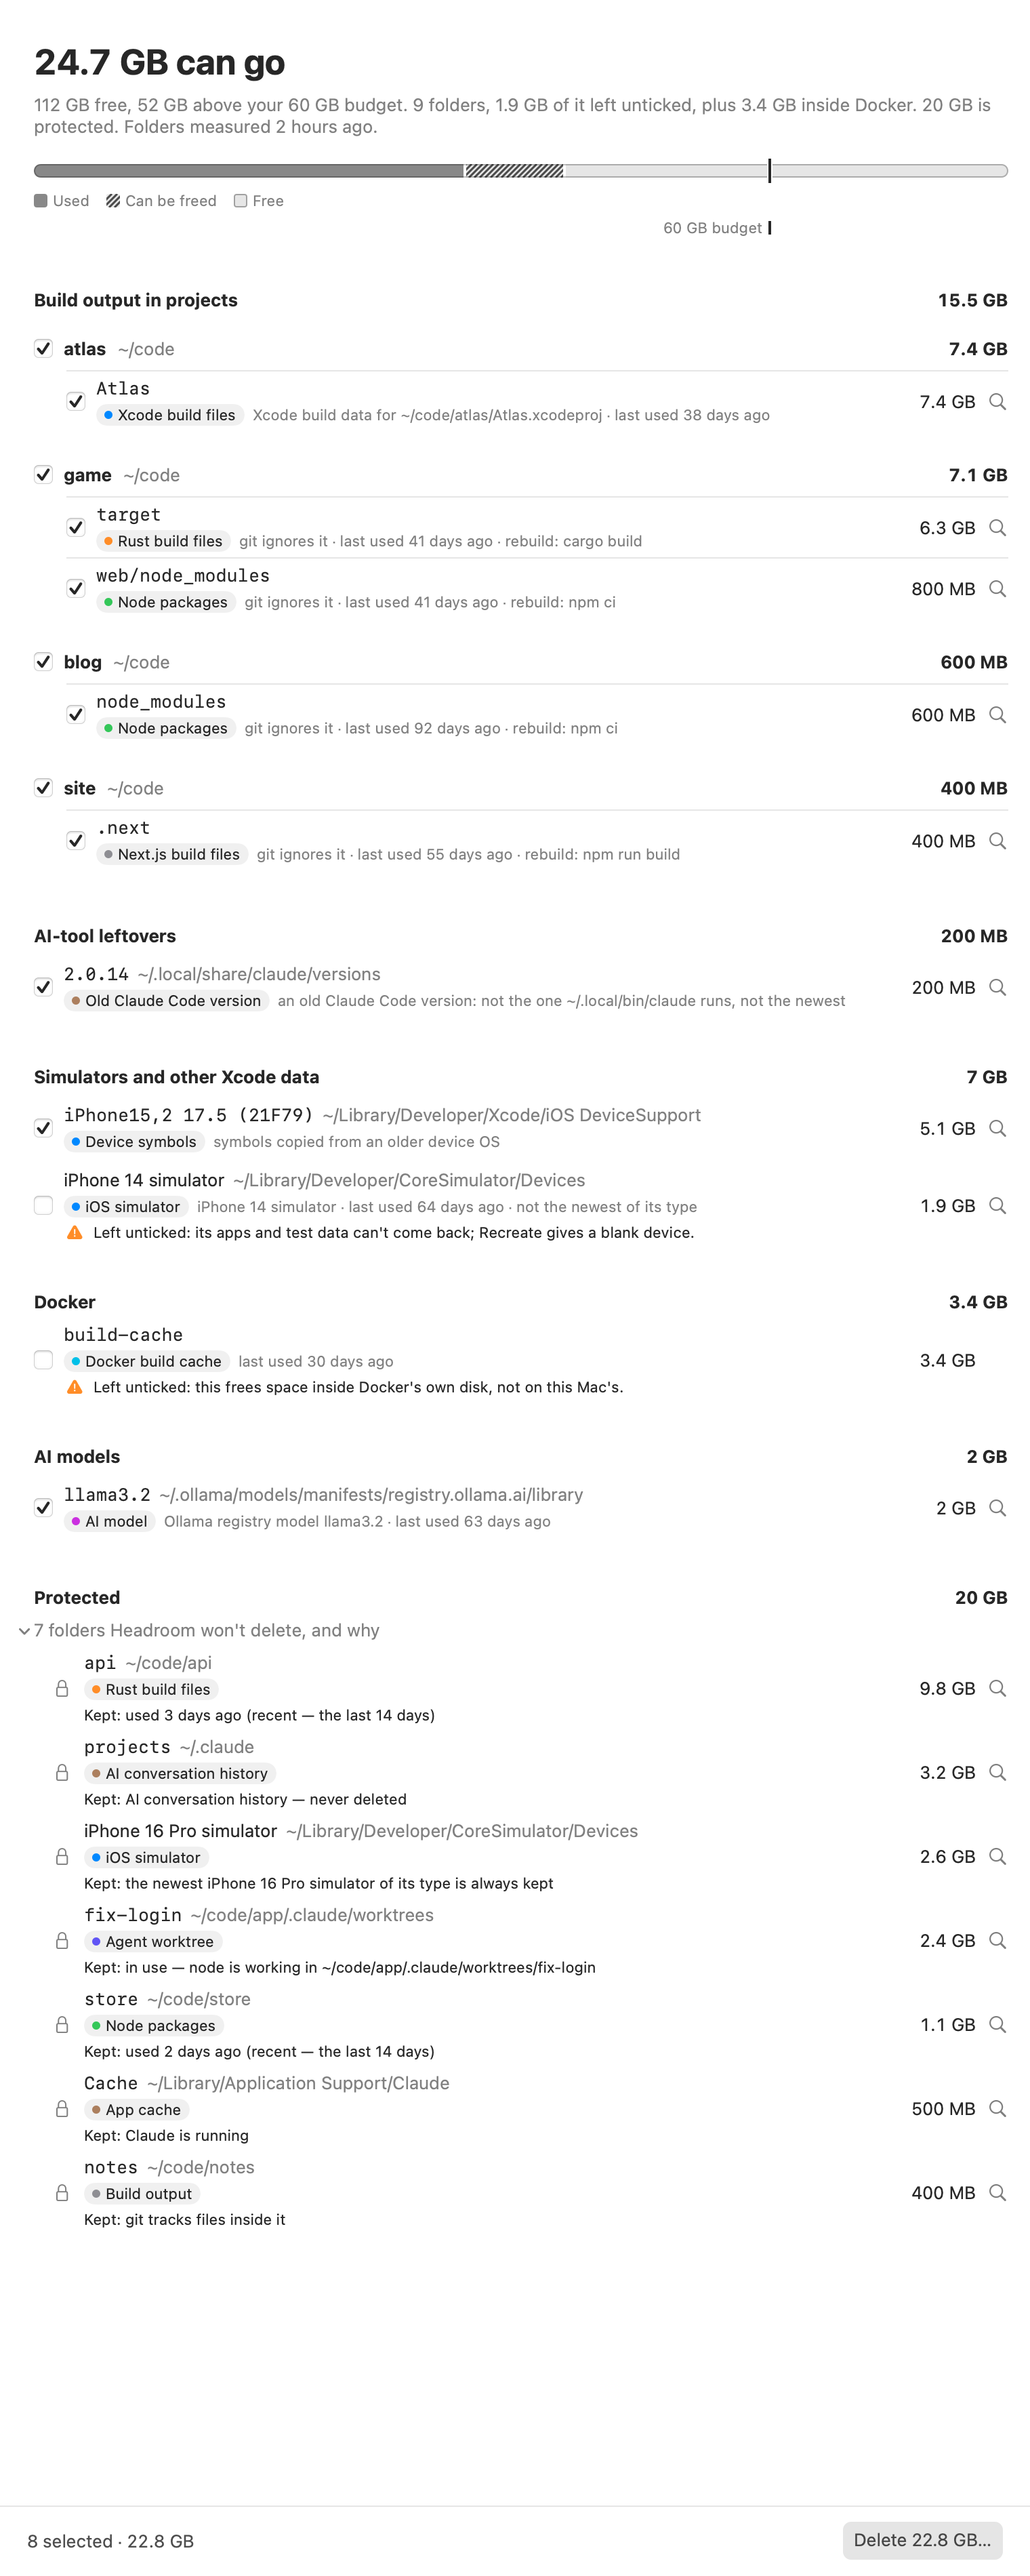 24.7 GB can go
112 GB free, 52 GB above your 60 GB budget. 9 folders, 1.9 GB of it left unticked, plus 3.4 GB inside Docker. 20 GB is
protected. Folders measured 2 hours ago.
Used Can be freed Free
60 GB budget
Build output in projects 15.5 GB
atlas ~/code 7.4 GB
Atlas
Xcode build files Xcode build data for ~/code/atlas/Atlas.xcodeproj · last used 38 days ago 7.4 GB
game ~/code 7.1 GB
target
Rust build files git ignores it · last used 41 days ago · rebuild: cargo build 6.3 GB
web/node_modules
Node packages git ignores it · last used 41 days ago · rebuild: npm ci 800 MB
blog ~/code 600 MB
node_modules
Node packages git ignores it · last used 92 days ago · rebuild: npm ci 600 MB
site ~/code 400 MB
.next
Next.js build files git ignores it · last used 55 days ago · rebuild: npm run build 400 MB
AI-tool leftovers 200 MB
2.0.14 ~/.local/share/claude/versions
Old Claude Code version an old Claude Code version: not the one ~/.local/bin/claude runs, not the newest 200 MB
Simulators and other Xcode data 7 GB
iPhone15,2 17.5 (21F79) ~/Library/Developer/Xcode/iOS DeviceSupport
Device symbols symbols copied from an older device OS 5.1 GB
iPhone 14 simulator ~/Library/Developer/CoreSimulator/Devices
iOS simulator iPhone 14 simulator · last used 64 days ago · not the newest of its type 1.9 GB
Left unticked: its apps and test data can't come back; Recreate gives a blank device.
Docker 3.4 GB
build-cache
Docker build cache last used 30 days ago 3.4 GB
Left unticked: this frees space inside Docker's own disk, not on this Mac's.
AI models 2 GB
llama3.2 ~/.ollama/models/manifests/registry.ollama.ai/library
AI model Ollama registry model llama3.2 · last used 63 days ago 2 GB
Protected 20 GB
7 folders Headroom won't delete, and why
api ~/code/api
Rust build files 9.8 GB
Kept: used 3 days ago (recent — the last 14 days)
projects ~/.claude
AI conversation history 3.2 GB
Kept: AI conversation history — never deleted
iPhone 16 Pro simulator ~/Library/Developer/CoreSimulator/Devices
iOS simulator 2.6 GB
Kept: the newest iPhone 16 Pro simulator of its type is always kept
fix-login ~/code/app/.claude/worktrees
Agent worktree 2.4 GB
Kept: in use — node is working in ~/code/app/.claude/worktrees/fix-login
store ~/code/store
Node packages 1.1 GB
Kept: used 2 days ago (recent — the last 14 days)
Cache ~/Library/Application Support/Claude
App cache 500 MB
Kept: Claude is running
notes ~/code/notes
Build output 400 MB
Kept: git tracks files inside it
8 selected · 22.8 GB Delete 22.8 GB...